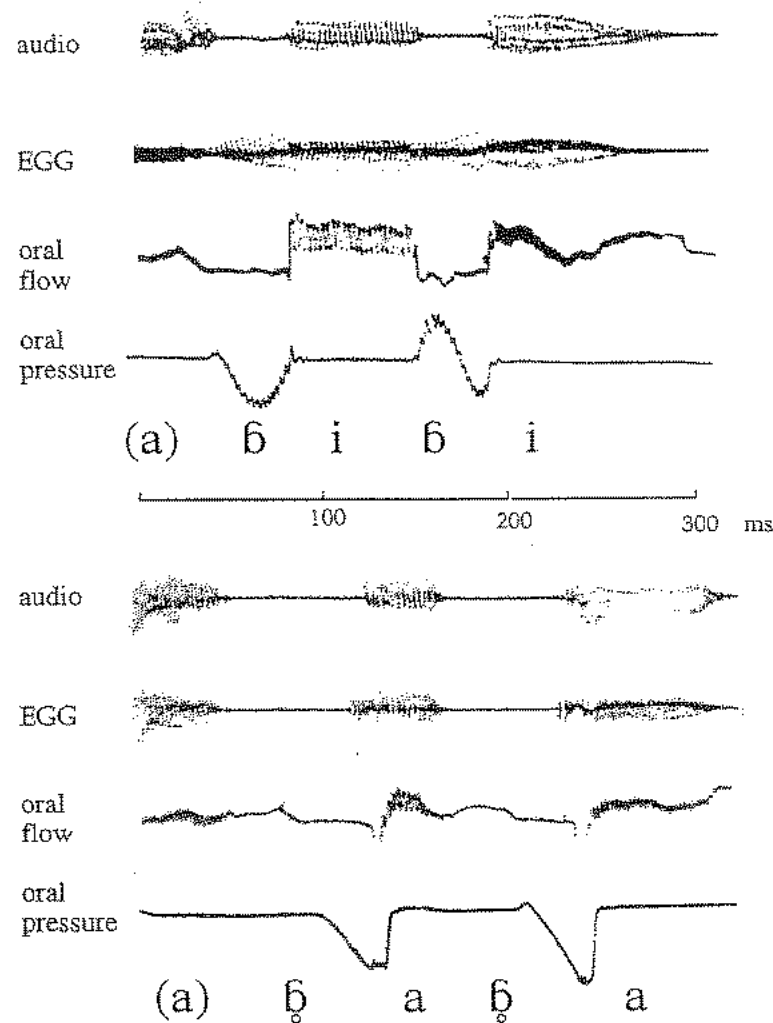 audio
EGG
oral
flow
oral
pressure
(a) ɓ i ɓ i
100 200 300 ms
audio
EGG
oral
flow
oral
pressure
(a) ɓ̥ a ɓ̥ a